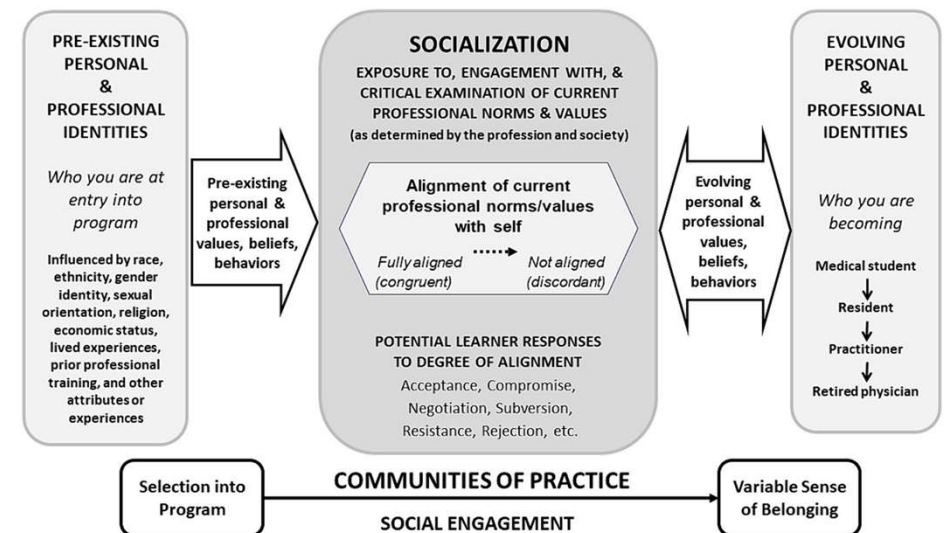 PRE-EXISTING
PERSONAL
&
PROFESSIONAL
IDENTITIES
Who you are at
entry into
program
Influenced by race,
ethnicity, gender
identity, sexual
orientation, religion,
economic status,
lived experiences,
prior professional
training, and other
attributes or
experiences
Pre-existing
personal &
professional
values, beliefs,
behaviors
SOCIALIZATION
EXPOSURE TO, ENGAGEMENT WITH, &
CRITICAL EXAMINATION OF CURRENT
PROFESSIONAL NORMS & VALUES
(as determined by the profession and society)
Alignment of current
professional norms/values
with self
Fully aligned
(congruent)
Not aligned
(discordant)
POTENTIAL LEARNER RESPONSES
TO DEGREE OF ALIGNMENT
Acceptance, Compromise,
Negotiation, Subversion,
Resistance, Rejection, etc.
Evolving
personal &
professional
values,
beliefs,
behaviors
EVOLVING
PERSONAL
&
PROFESSIONAL
IDENTITIES
Who you are
becoming
Medical student
Resident
Practitioner
Retired physician
Selection into
Program
COMMUNITIES OF PRACTICE
SOCIAL ENGAGEMENT
Variable Sense
of Belonging